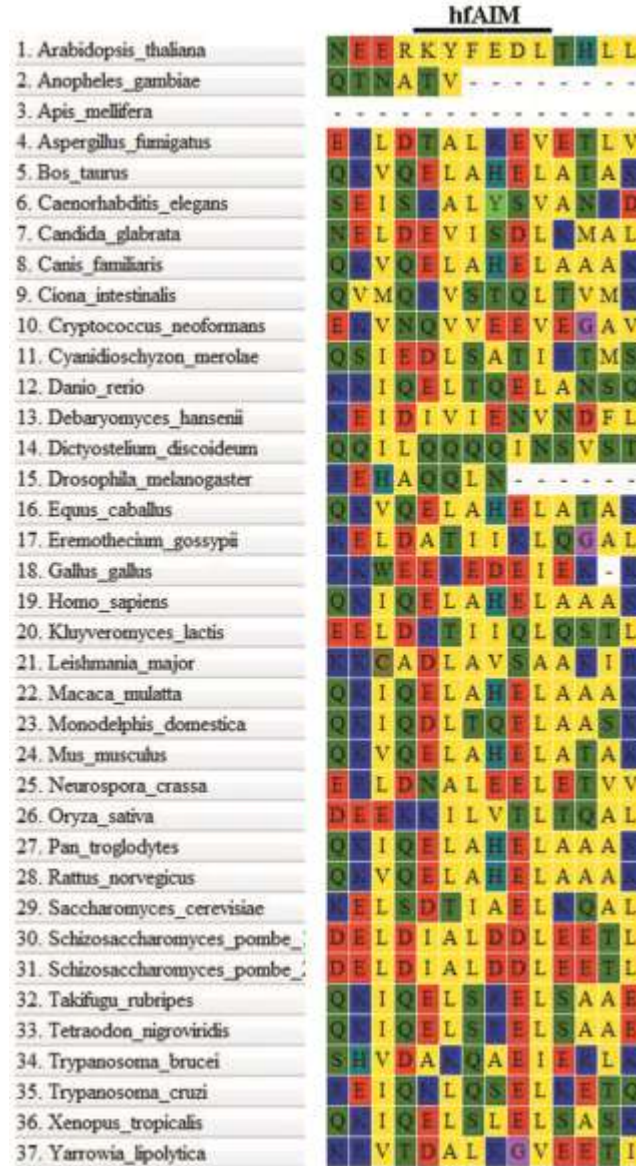 hfAIM
1. Arabidopsis_thaliana N E E R K Y F E D L T H L L
2. Anopheles_gambiae Q T N A T V - - - - - - - -
3. Apis_mellifera - - - - - - - - - - - - - -
4. Aspergillus_fumigatus E K L D T A L K E V E T L V
5. Bos_taurus Q K V Q E L A H E L A T A K
6. Caenorhabditis_elegans S E I S K A L Y S V A N K D
7. Candida_glabrata N E L D E V I S D L K M A L
8. Canis_familiaris Q K V Q E L A H E L A A A K
9. Ciona_intestinalis Q V M Q K V S T Q L T V M K
10. Cryptococcus_neoformans E K V N Q V V E E V E G A V
11. Cyanidioschyzon_merolae Q S I E D L S A T I T M S
12. Danio_rerio K K I Q E L T Q E L A N S Q
13. Debaryomyces_hansenii K E I D I V I E N V N D F L
14. Dictyostelium_discoideum Q Q I L Q Q Q Q I N S V S T
15. Drosophila_melanogaster E H A Q Q L N - - - - - -
16. Equus_caballus Q K V Q E L A H E L A T A K
17. Eremothecium_gossypii K E L D A T I I K L Q G A L
18. Gallus_gallus K W E E K E D E I E K - K
19. Homo_sapiens Q K I Q E L A H E L A A A K
20. Kluyveromyces_lactis E E L D K T I I Q L Q S T L
21. Leishmania_major K K C A D L A V S A A K I
22. Macaca_mulatta Q K I Q E L A H E L A A A K
23. Monodelphis_domestica Q K I Q D L T Q E L A A S K
24. Mus_musculus Q K V Q E L A H E L A T A K
25. Neurospora_crassa E K L D N A L E E L E T V V
26. Oryza_sativa D E E K K I L V T L T Q A L
27. Pan_troglodytes Q K I Q E L A H E L A A A K
28. Rattus_norvegicus Q K V Q E L A H E L A A A K
29. Saccharomyces_cerevisiae K E L S D T I A E L K Q A L
30. Schizosaccharomyces_pombe_ D E L D I A L D D L E E T L
31. Schizosaccharomyces_pombe_ D E L D I A L D D L E E T L
32. Takifugu_rubripes Q K I Q E L S K E L S A A E
33. Tetraodon_nigroviridis Q K I Q E L S K E L S A A E
34. Trypanosoma_brucei S H V D A K Q A E I E K L K
35. Trypanosoma_cruzi E I Q K L Q S E L K E T Q
36. Xenopus_tropicalis Q K I Q E L S L E L S A S K
37. Yarrowia_lipolytica K K V T D A L K G V E E T I